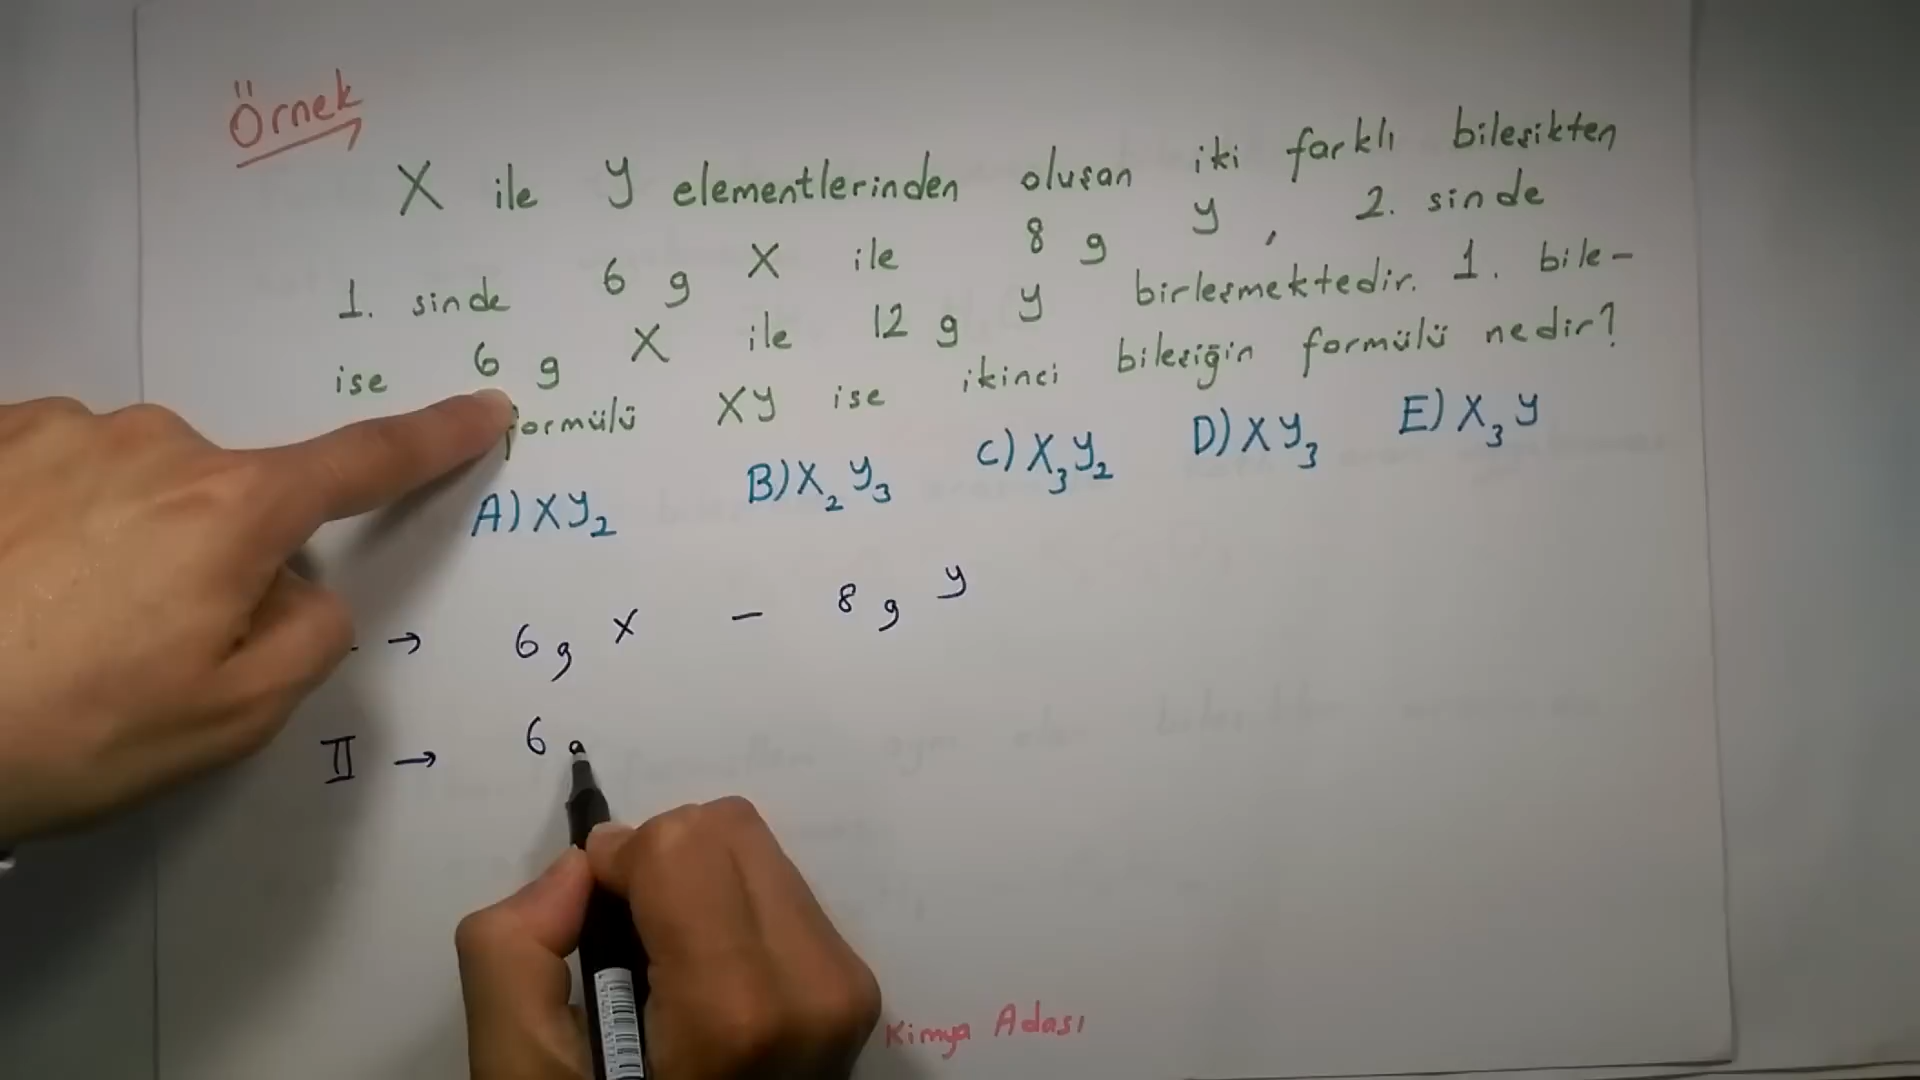 Örnek
X ile Y elementlerinden oluşan iki farklı bileşikten
1. sinde 6 g X ile 8 g Y, 2. sinde
ise 6 g X ile 12 g Y birleşmektedir. 1. bile-
formülü XY ise ikinci bileşiğin formülü nedir?
A) XY₂ B) X₂Y₃ C) X₃Y₂ D) XY₃ E) X₃Y
→ 6 g X - 8 g Y
II → 6 g
Kimya Adası